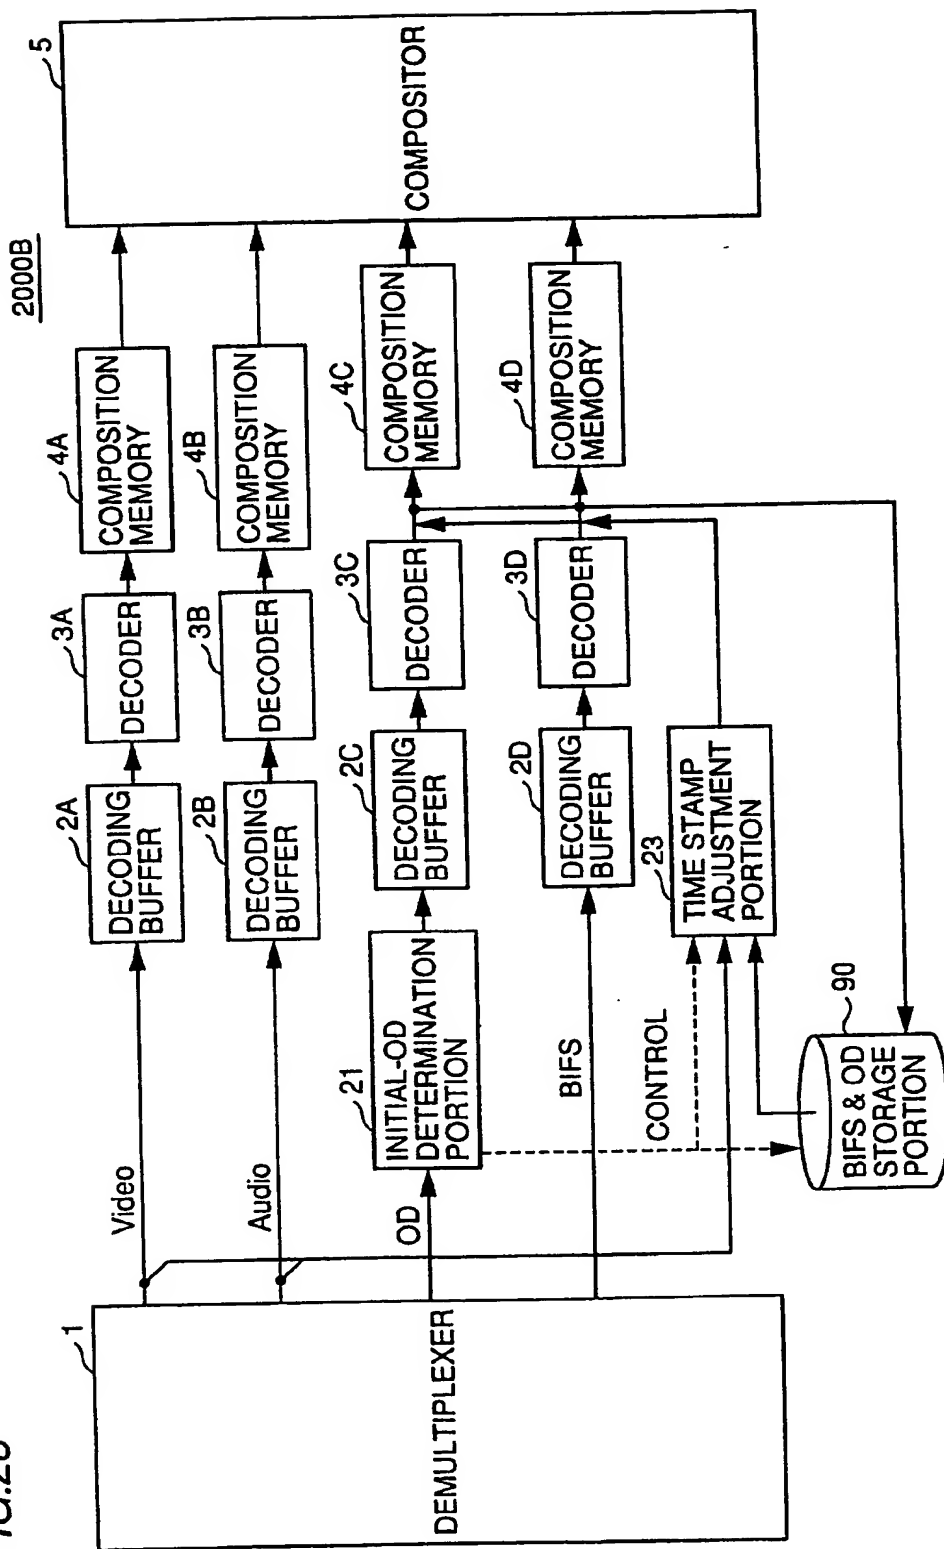 2000B
1
DEMULTIPLEXER
Video
2A
DECODING
BUFFER
3A
DECODER
4A
COMPOSITION
MEMORY
5
COMPOSITOR
Audio
2B
DECODING
BUFFER
3B
DECODER
4B
COMPOSITION
MEMORY
OD
21
INITIAL-OD
DETERMINATION
PORTION
2C
DECODING
BUFFER
3C
DECODER
4C
COMPOSITION
MEMORY
BIFS
2D
DECODING
BUFFER
3D
DECODER
4D
COMPOSITION
MEMORY
CONTROL
23
TIME STAMP
ADJUSTMENT
PORTION
90
BIFS & OD
STORAGE
PORTION